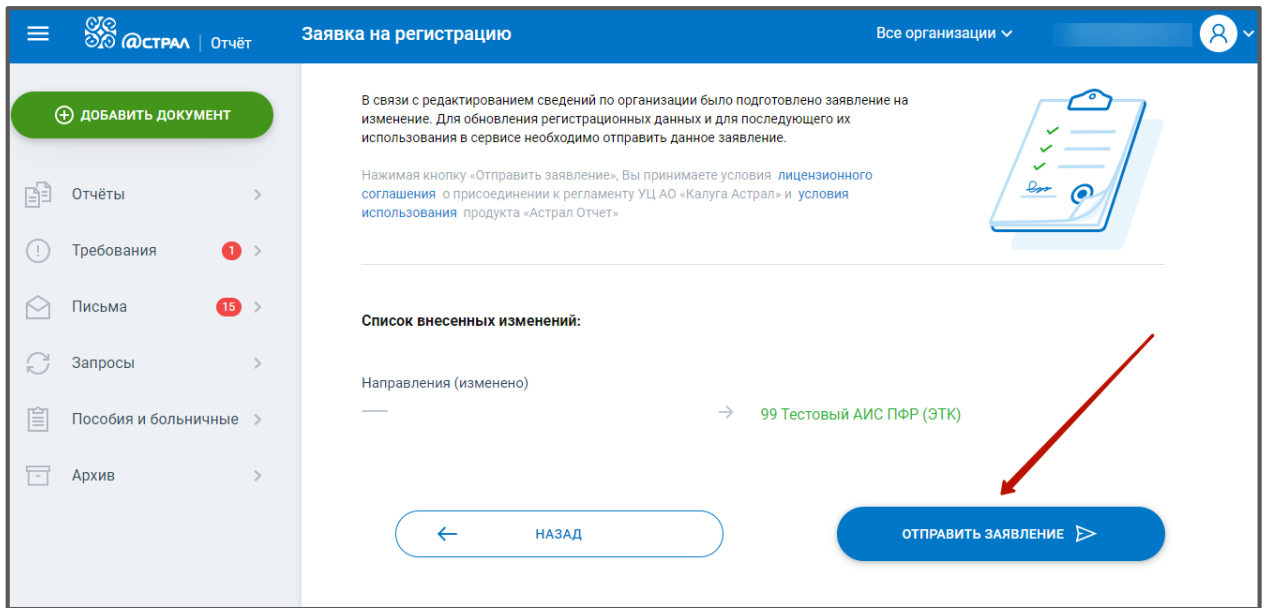 @СТРАЛ | Отчёт
Заявка на регистрацию
Все организации
ДОБАВИТЬ ДОКУМЕНТ
Отчёты
Требования 1
Письма 15
Запросы
Пособия и больничные
Архив
В связи с редактированием сведений по организации было подготовлено заявление на
изменение. Для обновления регистрационных данных и для последующего их
использования в сервисе необходимо отправить данное заявление.
Нажимая кнопку «Отправить заявление», Вы принимаете условия лицензионного
соглашения о присоединении к регламенту УЦ АО «Калуга Астрал» и условия
использования продукта «Астрал Отчет»
Список внесенных изменений:
Направления (изменено)
99 Тестовый АИС ПФР (ЭТК)
НАЗАД
ОТПРАВИТЬ ЗАЯВЛЕНИЕ